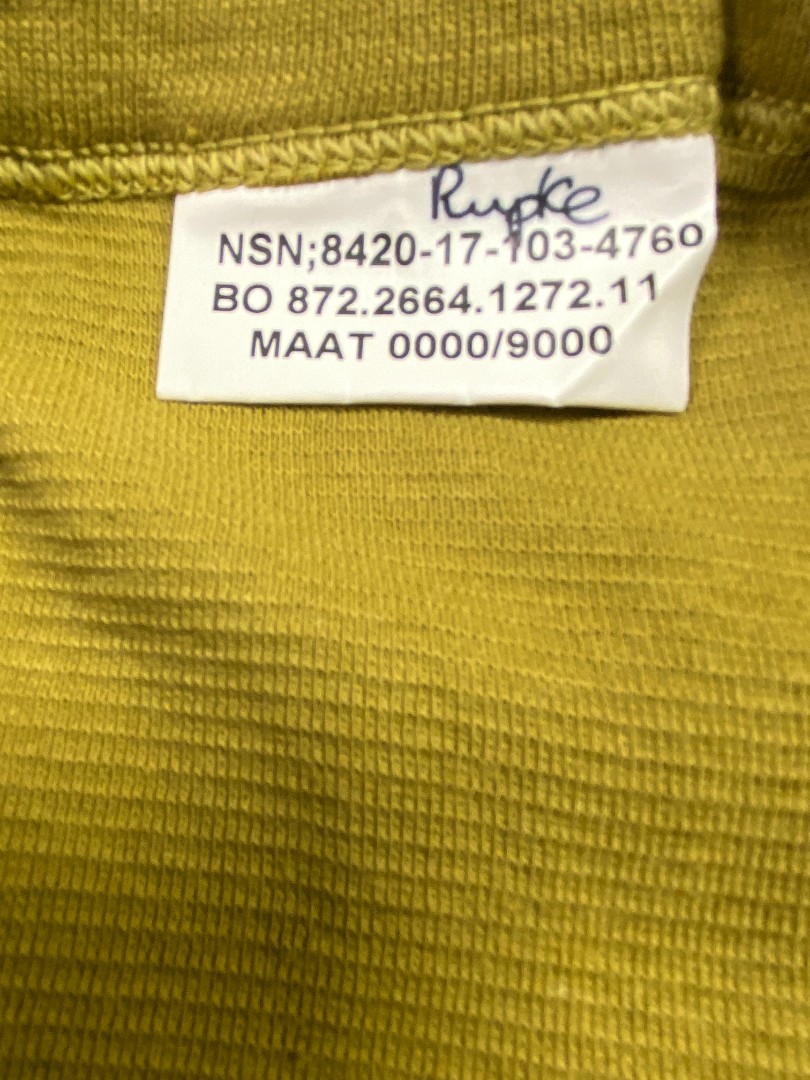 Rupke
NSN;8420-17-103-4760
BO 872.2664.1272.11
MAAT 0000/9000